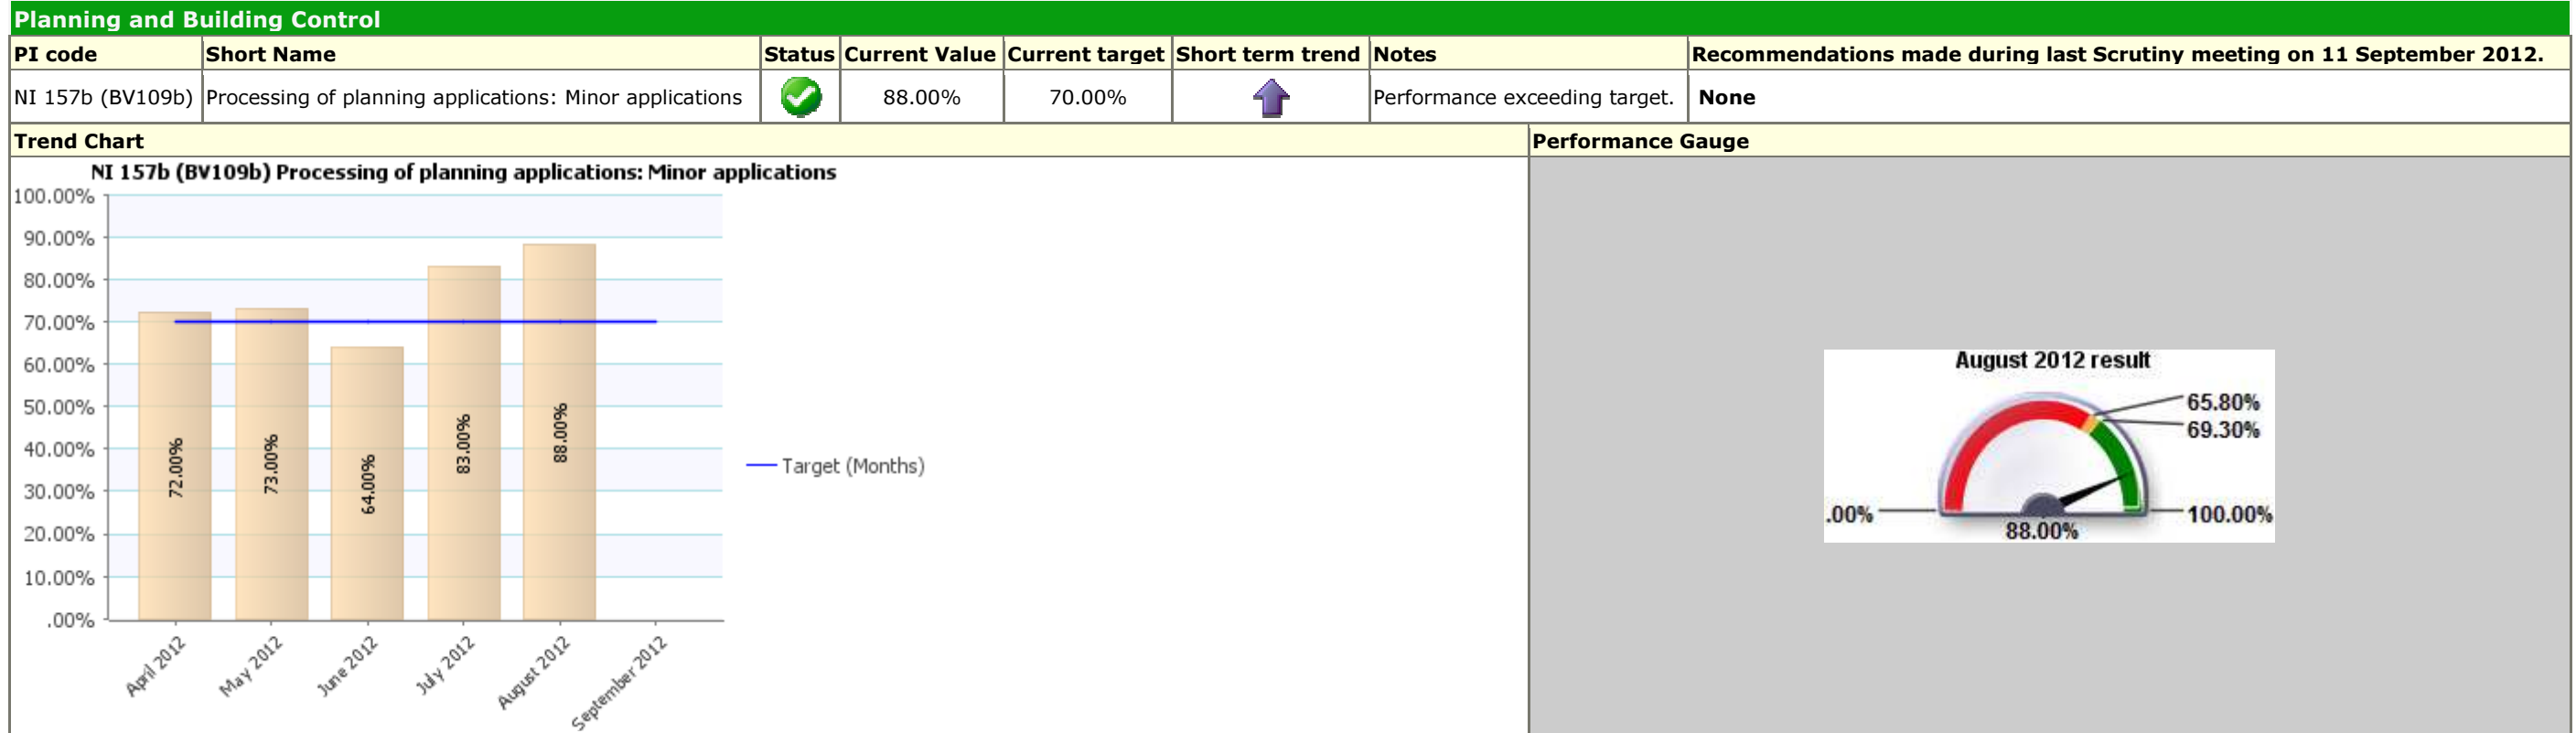 Planning and Building Control
PI code Short Name Status Current Value Current target Short term trend Notes Recommendations made during last Scrutiny meeting on 11 September 2012.
NI 157b (BV109b) Processing of planning applications: Minor applications 88.00% 70.00% Performance exceeding target. None
Trend Chart Performance Gauge
NI 157b (BV109b) Processing of planning applications: Minor applications
100.00%
90.00%
80.00%
70.00%
60.00%
50.00%
40.00%
30.00%
20.00%
10.00%
.00%
72.00%
73.00%
64.00%
83.00%
88.00%
April 2012
May 2012
June 2012
July 2012
August 2012
September 2012
Target (Months)
August 2012 result
65.80%
69.30%
.00%
100.00%
88.00%